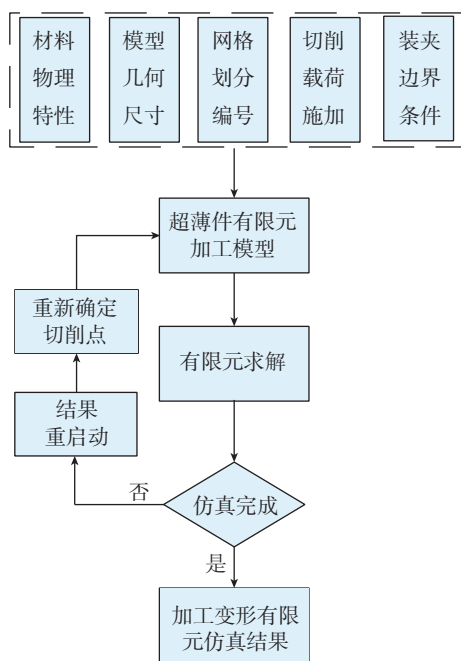 材料
物理
特性
模型
几何
尺寸
网格
划分
编号
切削
载荷
施加
装夹
边界
条件
超薄件有限元
加工模型
重新确定
切削点
有限元求解
结果
重启动
否
仿真完成
是
加工变形有限
元仿真结果